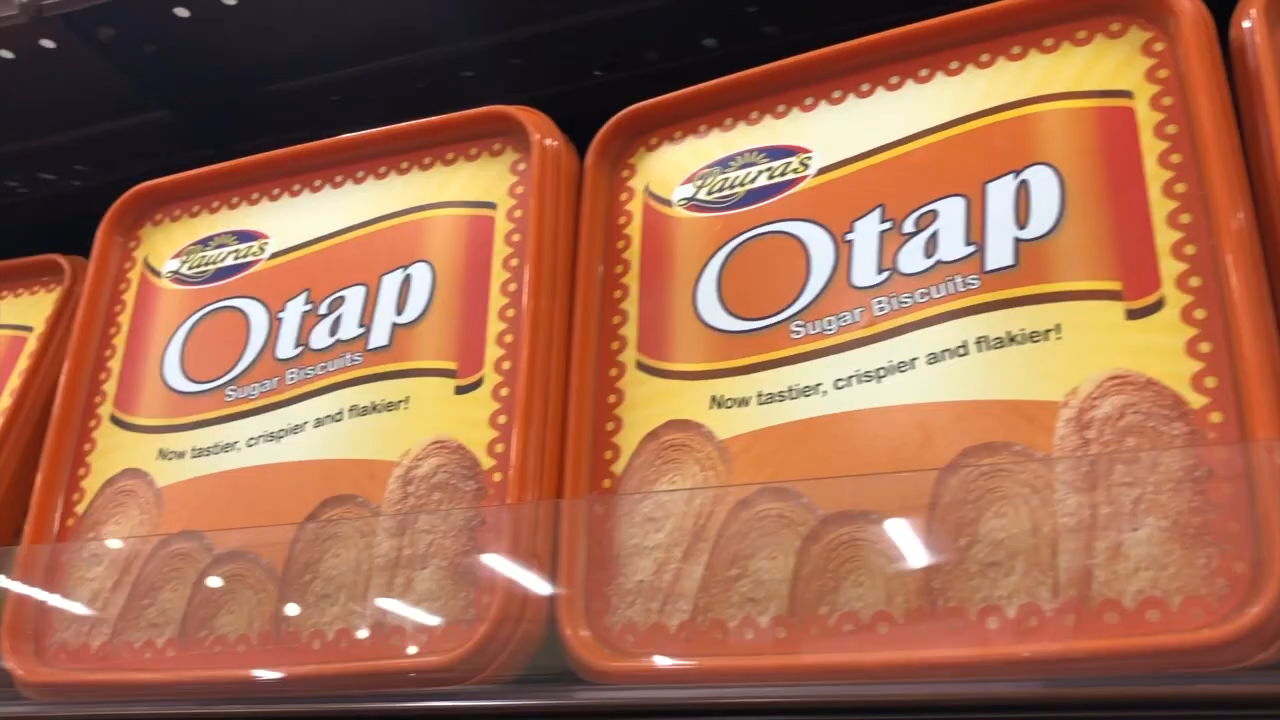 Laura's
Otap
Sugar Biscuits
Now tastier, crispier and flakier!
Laura's
Otap
Sugar Biscuits
Now tastier, crispier and flakier!